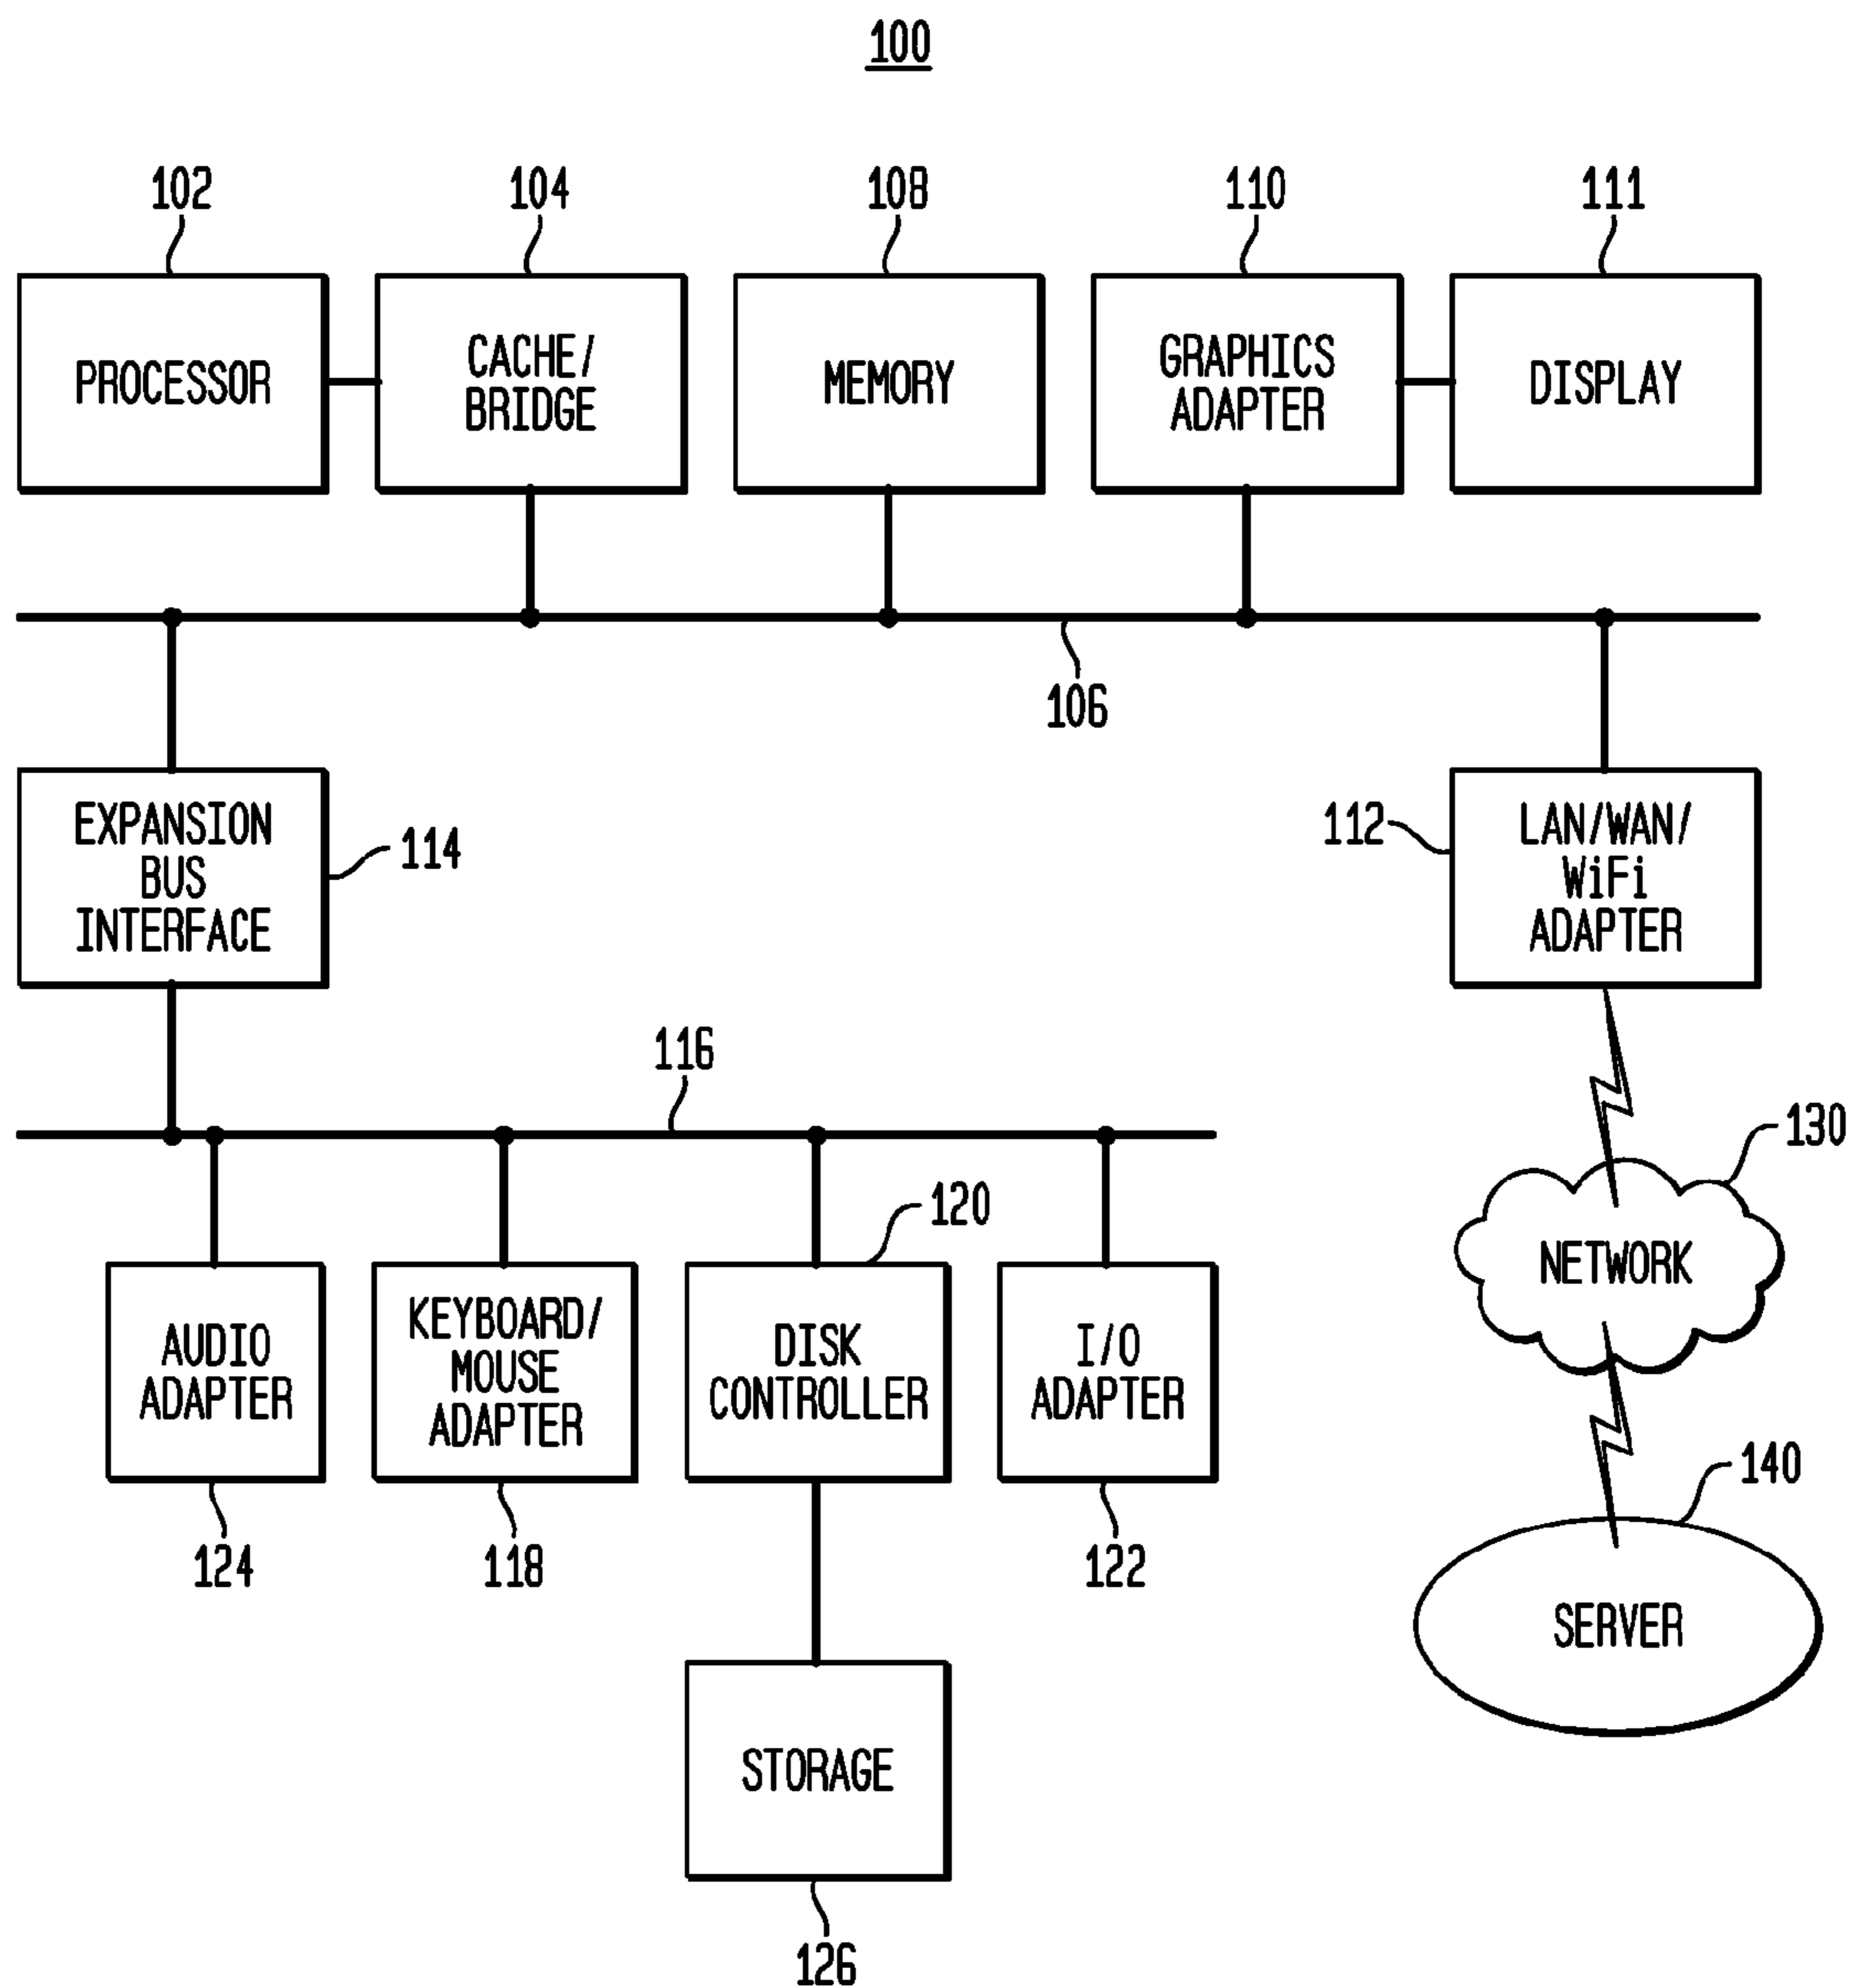 100
102
104
108
110
111
PROCESSOR
CACHE/
BRIDGE
MEMORY
GRAPHICS
ADAPTER
DISPLAY
106
EXPANSION
BUS
INTERFACE
114
112
LAN/WAN/
WiFi
ADAPTER
116
130
120
NETWORK
AUDIO
ADAPTER
KEYBOARD/
MOUSE
ADAPTER
DISK
CONTROLLER
I/O
ADAPTER
140
124
118
122
SERVER
STORAGE
126